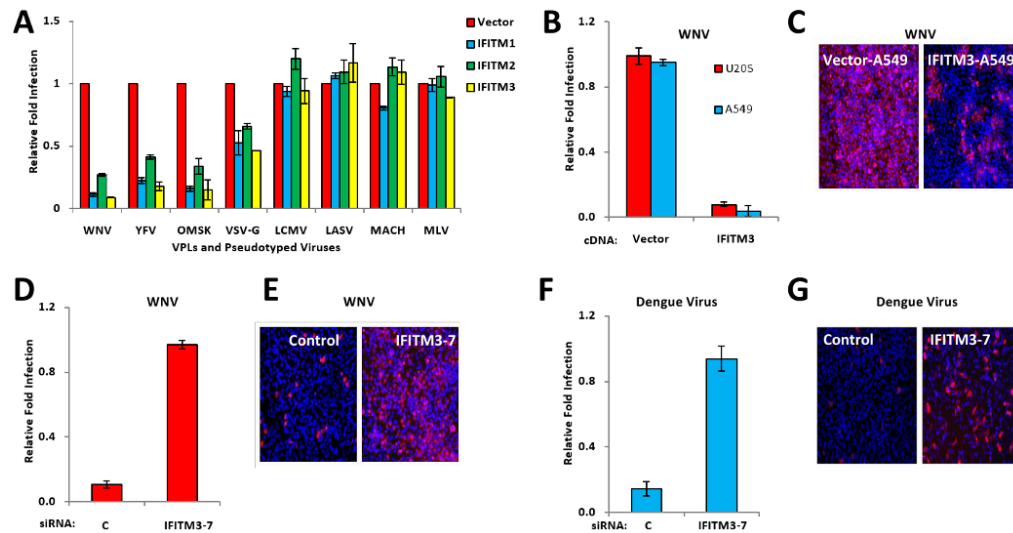 A
Relative Fold Infection
1.5
1
0.5
0
Vector
IFITM1
IFITM2
IFITM3
WNV YFV OMSK VSV-G LCMV LASV MACH MLV
VPLs and Pseudotyped Viruses
B
WNV
Relative Fold Infection
1.2
0.8
0.4
0.0
U20S
A549
cDNA: Vector IFITM3
C
WNV
Vector-A549 IFITM3-A549
D
WNV
Relative Fold Infection
1.2
0.8
0.4
0.0
siRNA: C IFITM3-7
E
WNV
Control IFITM3-7
F
Dengue Virus
Relative Fold Infection
1.2
0.8
0.4
0.0
siRNA: C IFITM3-7
G
Dengue Virus
Control IFITM3-7